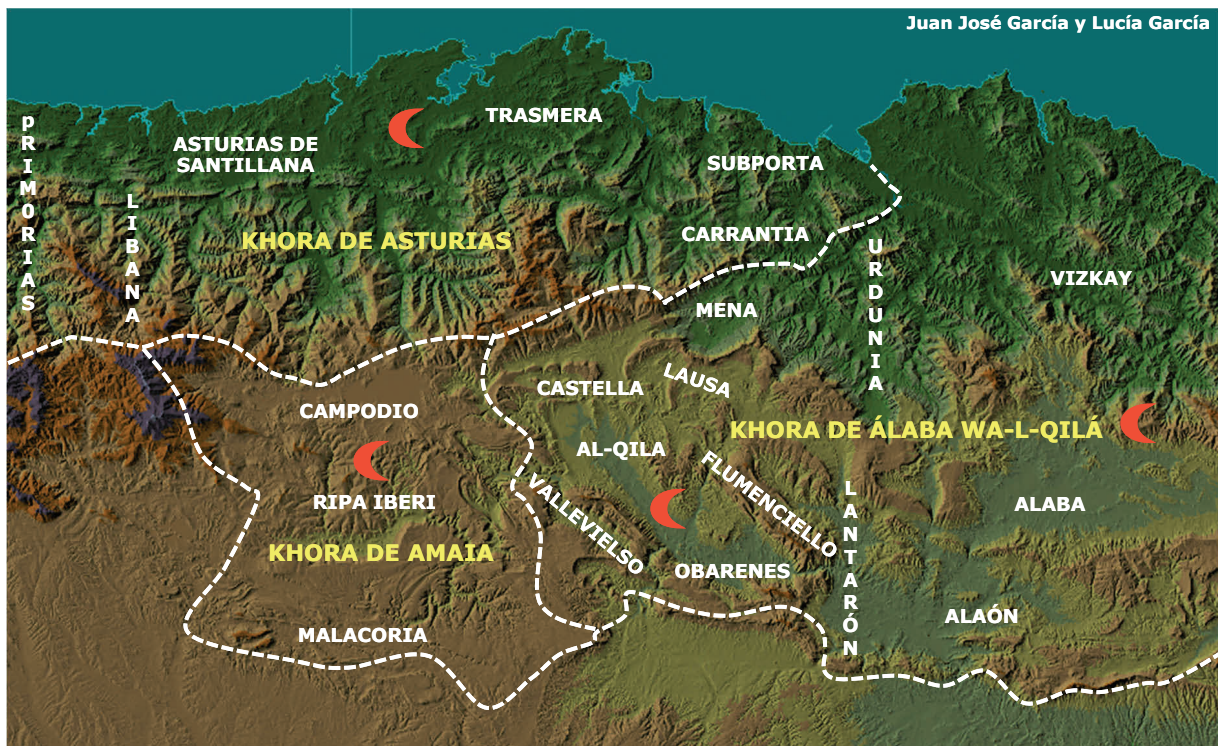 Juan José García y Lucía García
PRIMORIAS
LIBANA
ASTURIAS DE
SANTILLANA
TRASMERA
SUBPORTA
KHORA DE ASTURIAS
CARRANTIA
URDUNIA
VIZKAY
MENA
CASTELLA
LAUSA
CAMPODIO
KHORA DE ÁLABA WA-L-QILÁ
AL-QILA
FLUMENCIELLO
VALLEVIELSO
RIPA IBERI
LANTARÓN
ALABA
KHORA DE AMAIA
OBARENES
ALAÓN
MALACORIA